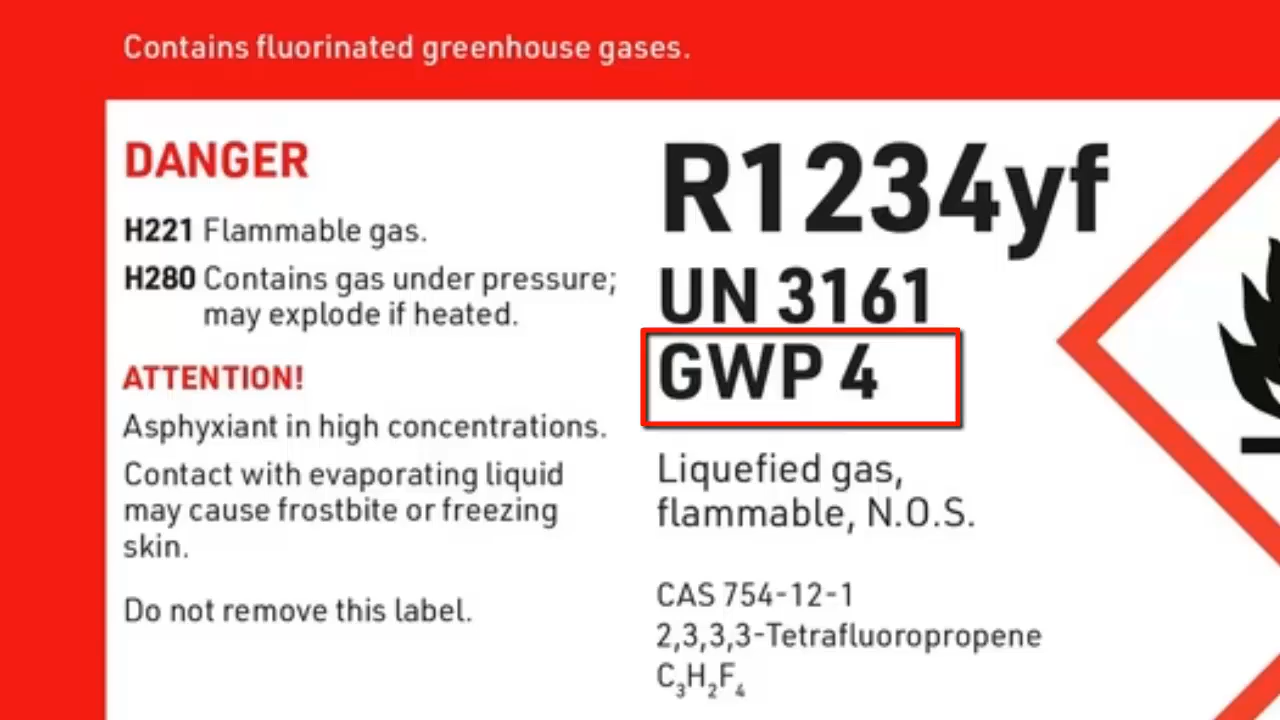 Contains fluorinated greenhouse gases.
DANGER
H221 Flammable gas.
H280 Contains gas under pressure;
may explode if heated.
ATTENTION!
Asphyxiant in high concentrations.
Contact with evaporating liquid
may cause frostbite or freezing
skin.
Do not remove this label.
R1234yf
UN 3161
GWP 4
Liquefied gas,
flammable, N.O.S.
CAS 754-12-1
2,3,3,3-Tetrafluoropropene
C₃H₂F₄